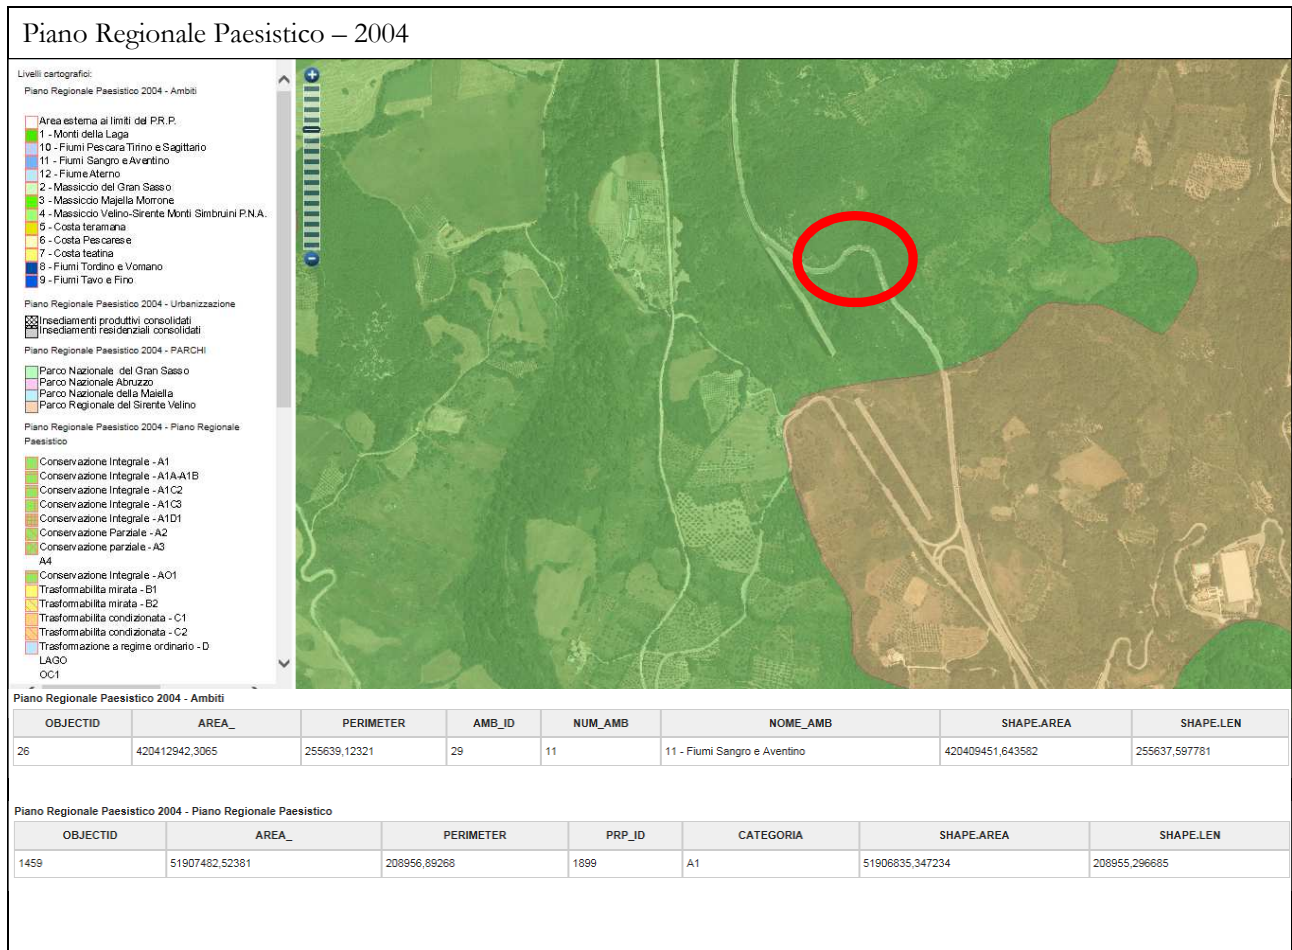 Piano Regionale Paesistico – 2004
Livelli cartografici:
Piano Regionale Paesistico 2004 - Ambiti
Area esterna ai limiti del P.R.P.
1 - Monti della Laga
10 - Fiumi Pescara Tirino e Sagittario
11 - Fiumi Sangro e Aventino
12 - Fiume Aterno
2 - Massiccio del Gran Sasso
3 - Massiccio Majella Morrone
4 - Massiccio Velino-Sirente Monti Simbruini P.N.A.
5 - Costa teramana
6 - Costa Pescarese
7 - Costa teatina
8 - Fiumi Tordino e Vomano
9 - Fiumi Tavo e Fino
Piano Regionale Paesistico 2004 - Urbanizzazione
Insediamenti produttivi consolidati
Insediamenti residenziali consolidati
Piano Regionale Paesistico 2004 - PARCHI
Parco Nazionale del Gran Sasso
Parco Nazionale Abruzzo
Parco Nazionale della Maiella
Parco Regionale del Sirente Velino
Piano Regionale Paesistico 2004 - Piano Regionale
Paesistico
Conservazione Integrale - A1
Conservazione Integrale - A1A-A1B
Conservazione Integrale - A1C2
Conservazione Integrale - A1C3
Conservazione Integrale - A1D1
Conservazione Parziale - A2
Conservazione parziale - A3
A4
Conservazione Integrale - AO1
Trasformabilita mirata - B1
Trasformabilita mirata - B2
Trasformabilita condizionata - C1
Trasformabilita condizionata - C2
Trasformazione a regime ordinario - D
LAGO
OC1
Piano Regionale Paesistico 2004 - Ambiti
OBJECTID AREA_ PERIMETER AMB_ID NUM_AMB NOME_AMB SHAPE.AREA SHAPE.LEN
26 420412942,3065 255639,12321 29 11 11 - Fiumi Sangro e Aventino 420409451,643582 255637,597781
Piano Regionale Paesistico 2004 - Piano Regionale Paesistico
OBJECTID AREA_ PERIMETER PRP_ID CATEGORIA SHAPE.AREA SHAPE.LEN
1459 51907482,52381 208956,89268 1899 A1 51906835,347234 208955,296685